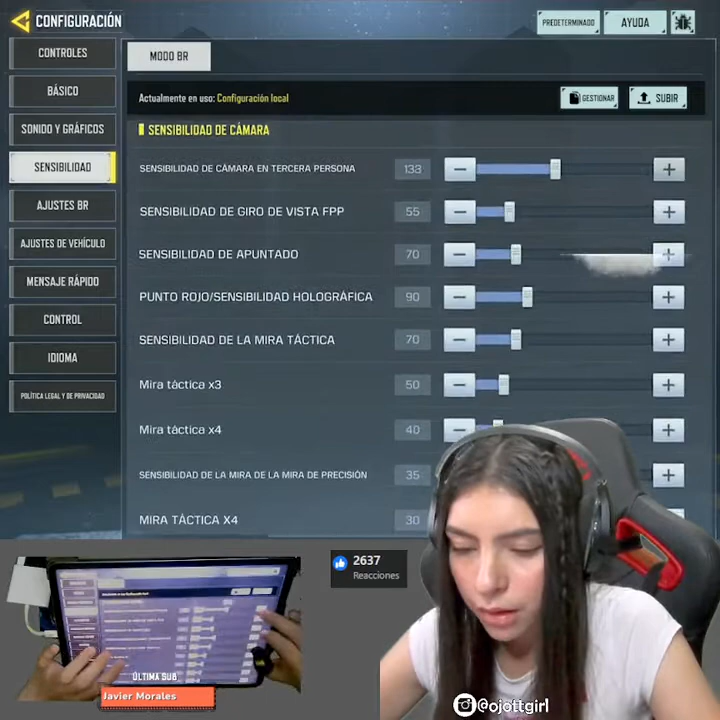 CONFIGURACIÓN
PREDETERMINADO
AYUDA
CONTROLES
BÁSICO
SONIDO Y GRÁFICOS
SENSIBILIDAD
AJUSTES BR
AJUSTES DE VEHÍCULO
MENSAJE RÁPIDO
CONTROL
IDIOMA
POLÍTICA LEGAL Y DE PRIVACIDAD
MODO BR
Actualmente en uso: Configuración local
GESTIONAR
SUBIR
SENSIBILIDAD DE CÁMARA
SENSIBILIDAD DE CÁMARA EN TERCERA PERSONA 133
SENSIBILIDAD DE GIRO DE VISTA FPP 55
SENSIBILIDAD DE APUNTADO 70
PUNTO ROJO/SENSIBILIDAD HOLOGRÁFICA 90
SENSIBILIDAD DE LA MIRA TÁCTICA 70
Mira táctica x3 50
Mira táctica x4 40
SENSIBILIDAD DE LA MIRA DE LA MIRA DE PRECISIÓN 35
MIRA TÁCTICA X4 30
2637
Reacciones
ÚLTIMA SUB
Javier Morales
@ojottgirl